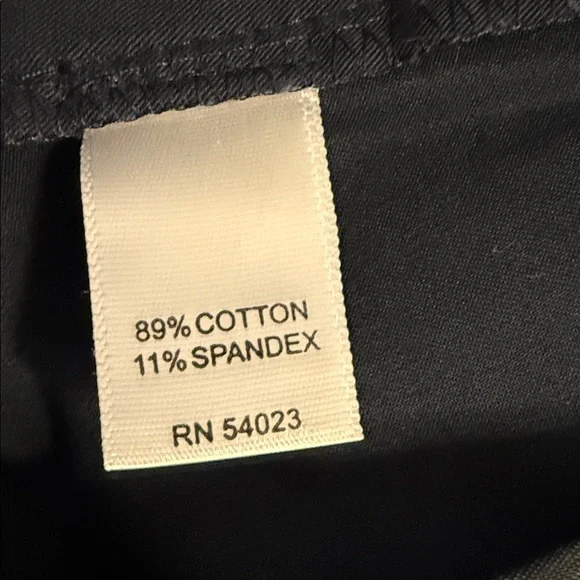 89% COTTON
11% SPANDEX
RN 54023